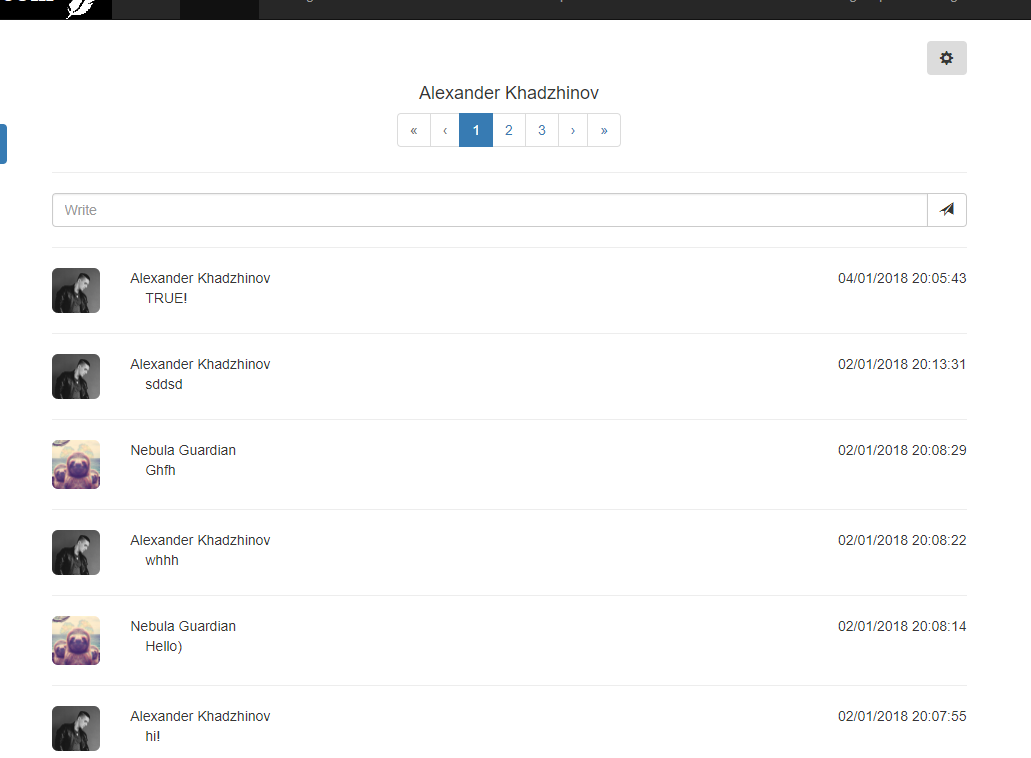 Alexander Khadzhinov
« ‹ 1 2 3 › »
Write
Alexander Khadzhinov 04/01/2018 20:05:43
TRUE!
Alexander Khadzhinov 02/01/2018 20:13:31
sddsd
Nebula Guardian 02/01/2018 20:08:29
Ghfh
Alexander Khadzhinov 02/01/2018 20:08:22
whhh
Nebula Guardian 02/01/2018 20:08:14
Hello)
Alexander Khadzhinov 02/01/2018 20:07:55
hi!